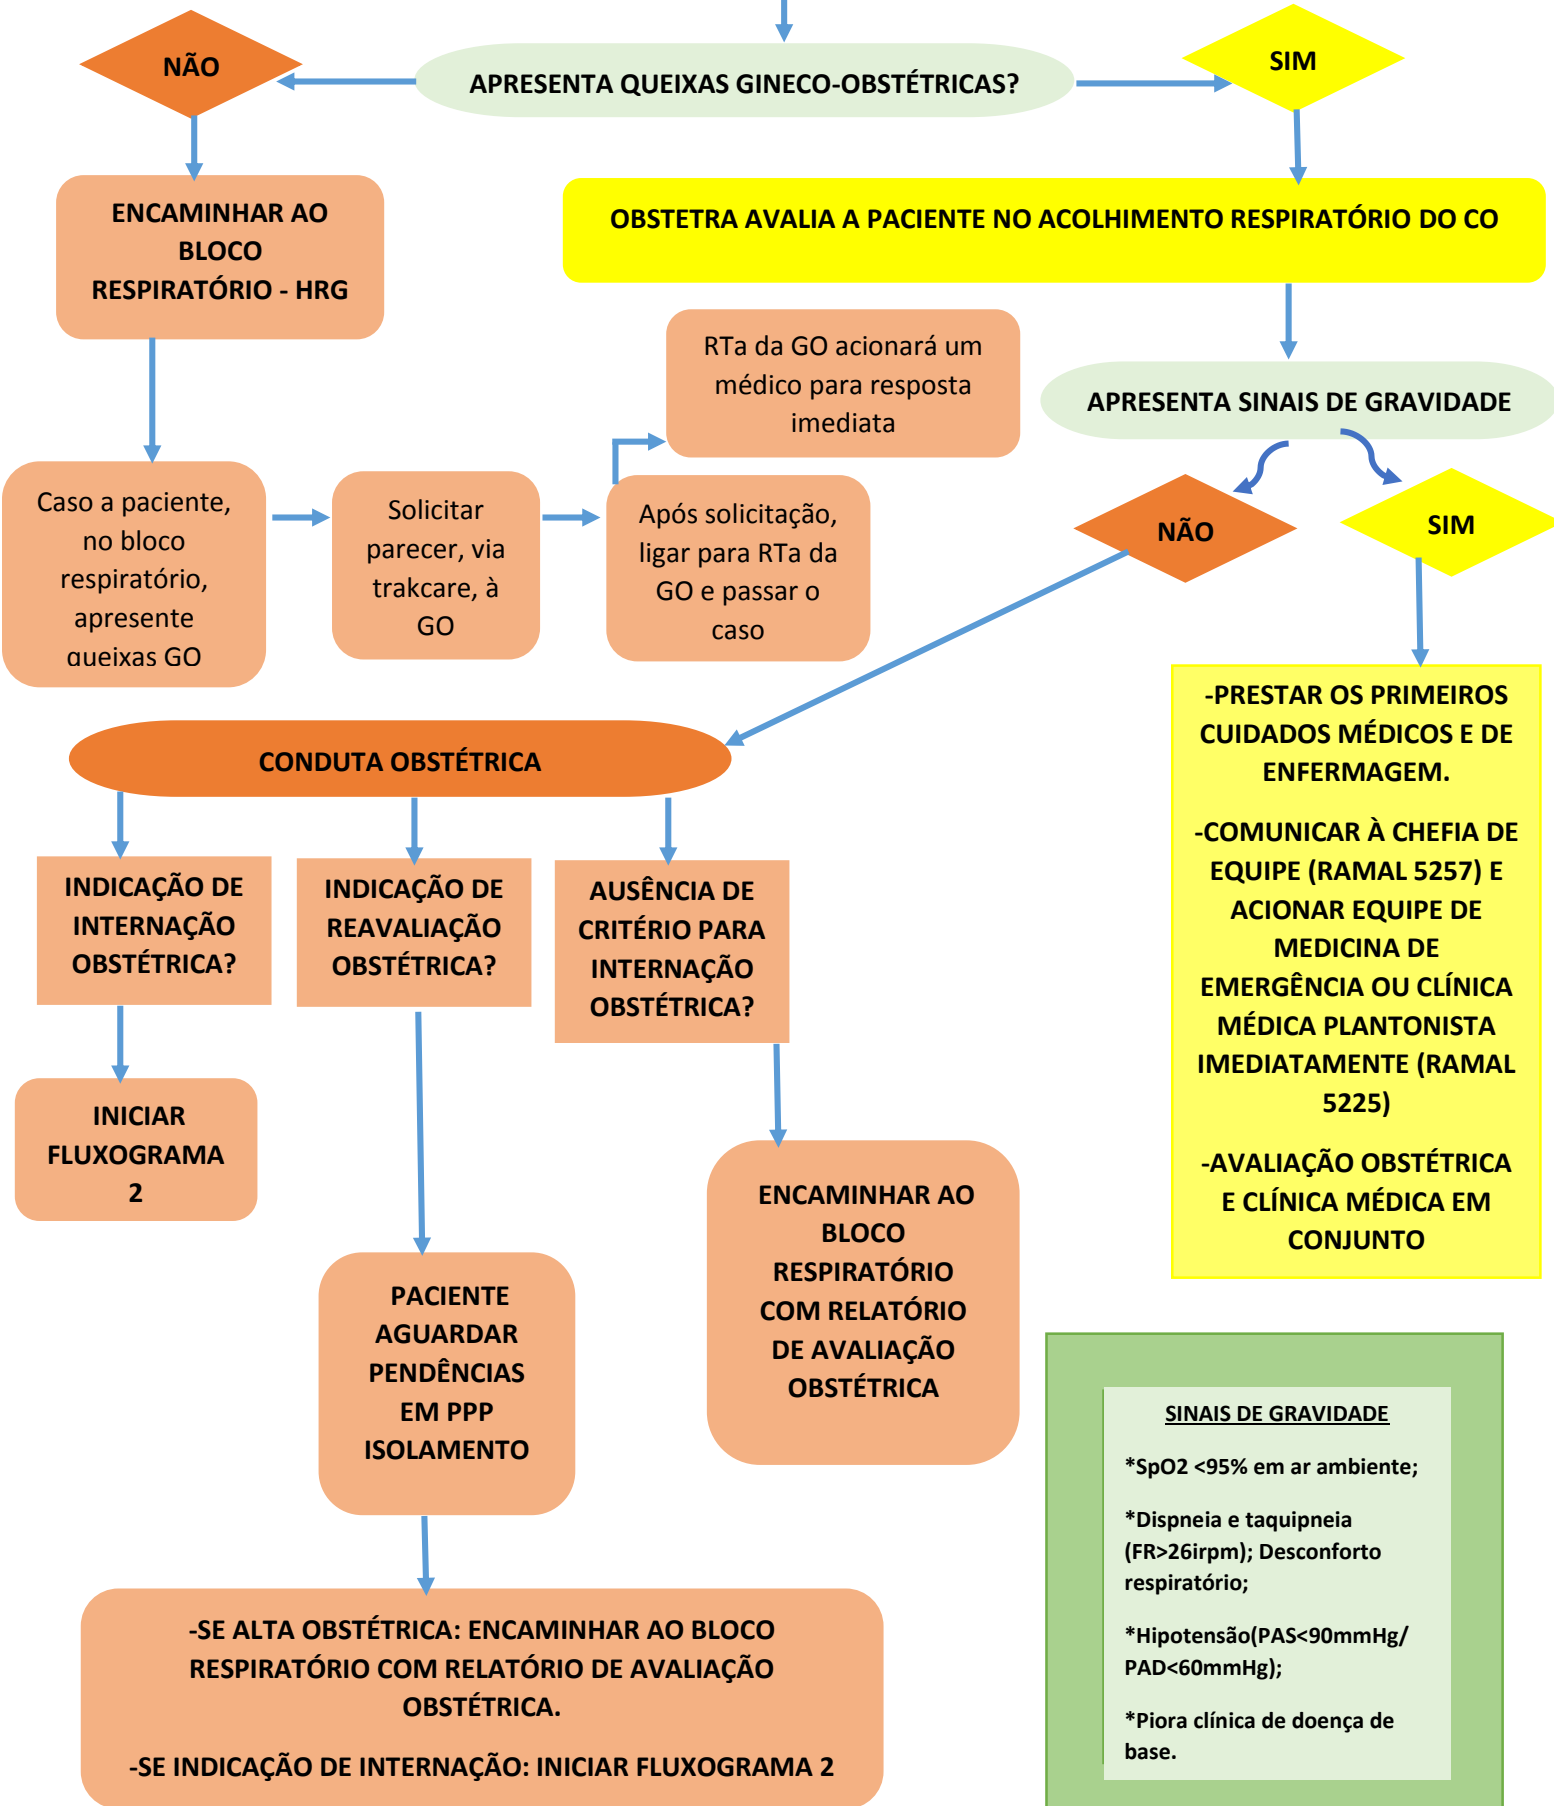 NÃO
APRESENTA QUEIXAS GINECO-OBSTÉTRICAS?
SIM
ENCAMINHAR AO
BLOCO
RESPIRATÓRIO - HRG
OBSTETRA AVALIA A PACIENTE NO ACOLHIMENTO RESPIRATÓRIO DO CO
RTa da GO acionará um
médico para resposta
imediata
APRESENTA SINAIS DE GRAVIDADE
Caso a paciente,
no bloco
respiratório,
apresente
queixas GO
Solicitar
parecer, via
trakcare, à
GO
Após solicitação,
ligar para RTa da
GO e passar o
caso
NÃO
SIM
CONDUTA OBSTÉTRICA
-PRESTAR OS PRIMEIROS
CUIDADOS MÉDICOS E DE
ENFERMAGEM.
-COMUNICAR À CHEFIA DE
EQUIPE (RAMAL 5257) E
ACIONAR EQUIPE DE
MEDICINA DE
EMERGÊNCIA OU CLÍNICA
MÉDICA PLANTONISTA
IMEDIATAMENTE (RAMAL
5225)
-AVALIAÇÃO OBSTÉTRICA
E CLÍNICA MÉDICA EM
CONJUNTO
INDICAÇÃO DE
INTERNAÇÃO
OBSTÉTRICA?
INDICAÇÃO DE
REAVALIAÇÃO
OBSTÉTRICA?
AUSÊNCIA DE
CRITÉRIO PARA
INTERNAÇÃO
OBSTÉTRICA?
INICIAR
FLUXOGRAMA
2
ENCAMINHAR AO
BLOCO
RESPIRATÓRIO
COM RELATÓRIO
DE AVALIAÇÃO
OBSTÉTRICA
PACIENTE
AGUARDAR
PENDÊNCIAS
EM PPP
ISOLAMENTO
SINAIS DE GRAVIDADE
*SpO2 <95% em ar ambiente;
*Dispneia e taquipneia
(FR>26irpm); Desconforto
respiratório;
*Hipotensão(PAS<90mmHg/
PAD<60mmHg);
*Piora clínica de doença de
base.
-SE ALTA OBSTÉTRICA: ENCAMINHAR AO BLOCO
RESPIRATÓRIO COM RELATÓRIO DE AVALIAÇÃO
OBSTÉTRICA.
-SE INDICAÇÃO DE INTERNAÇÃO: INICIAR FLUXOGRAMA 2